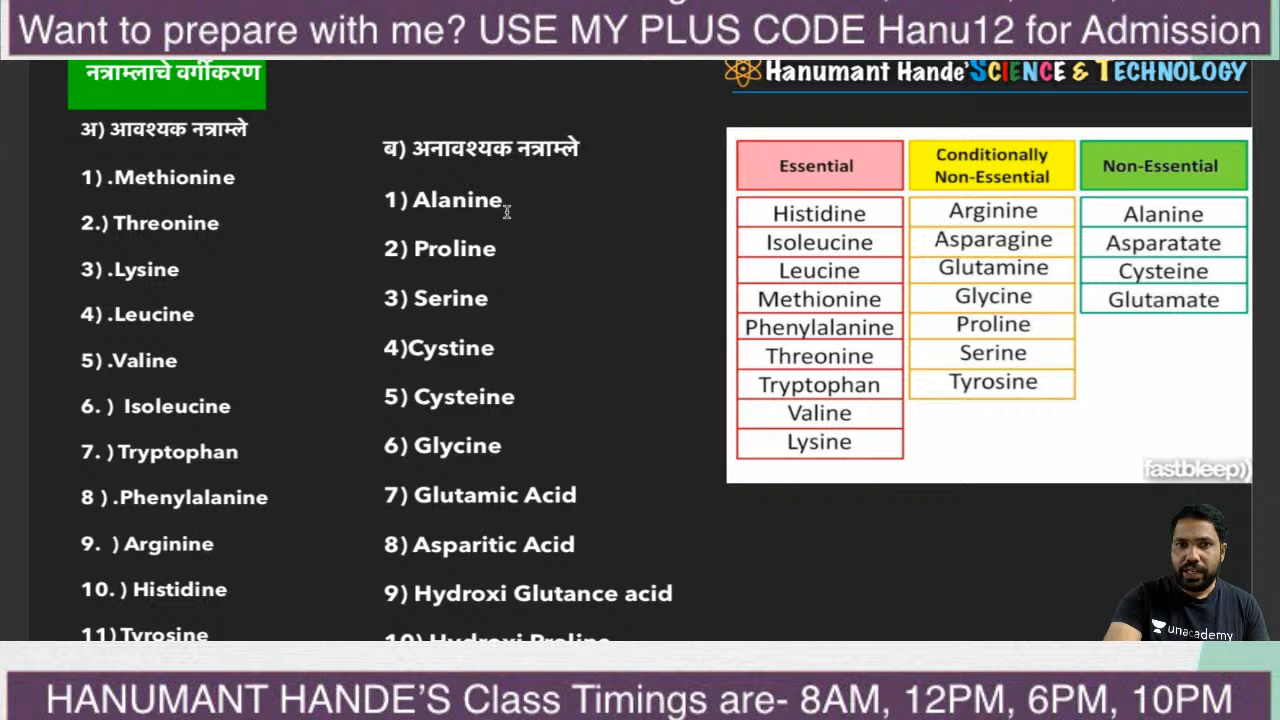 Want to prepare with me? USE MY PLUS CODE Hanu12 for Admission
नत्राम्लाचे वर्गीकरण
Hanumant Hande'SCIENCE & TECHNOLOGY
अ) आवश्यक नत्राम्ले
1) .Methionine
2.) Threonine
3) .Lysine
4) .Leucine
5) .Valine
6. ) Isoleucine
7. ) Tryptophan
8 ) .Phenylalanine
9. ) Arginine
10. ) Histidine
11) Tyrosine
ब) अनावश्यक नत्राम्ले
1) Alanine
2) Proline
3) Serine
4)Cystine
5) Cysteine
6) Glycine
7) Glutamic Acid
8) Asparitic Acid
9) Hydroxi Glutance acid
10) Hydroxi Proline
Essential
Histidine
Isoleucine
Leucine
Methionine
Phenylalanine
Threonine
Tryptophan
Valine
Lysine
Conditionally
Non-Essential
Arginine
Asparagine
Glutamine
Glycine
Proline
Serine
Tyrosine
Non-Essential
Alanine
Asparatate
Cysteine
Glutamate
fastbleep))
unacademy
HANUMANT HANDE'S Class Timings are- 8AM, 12PM, 6PM, 10PM